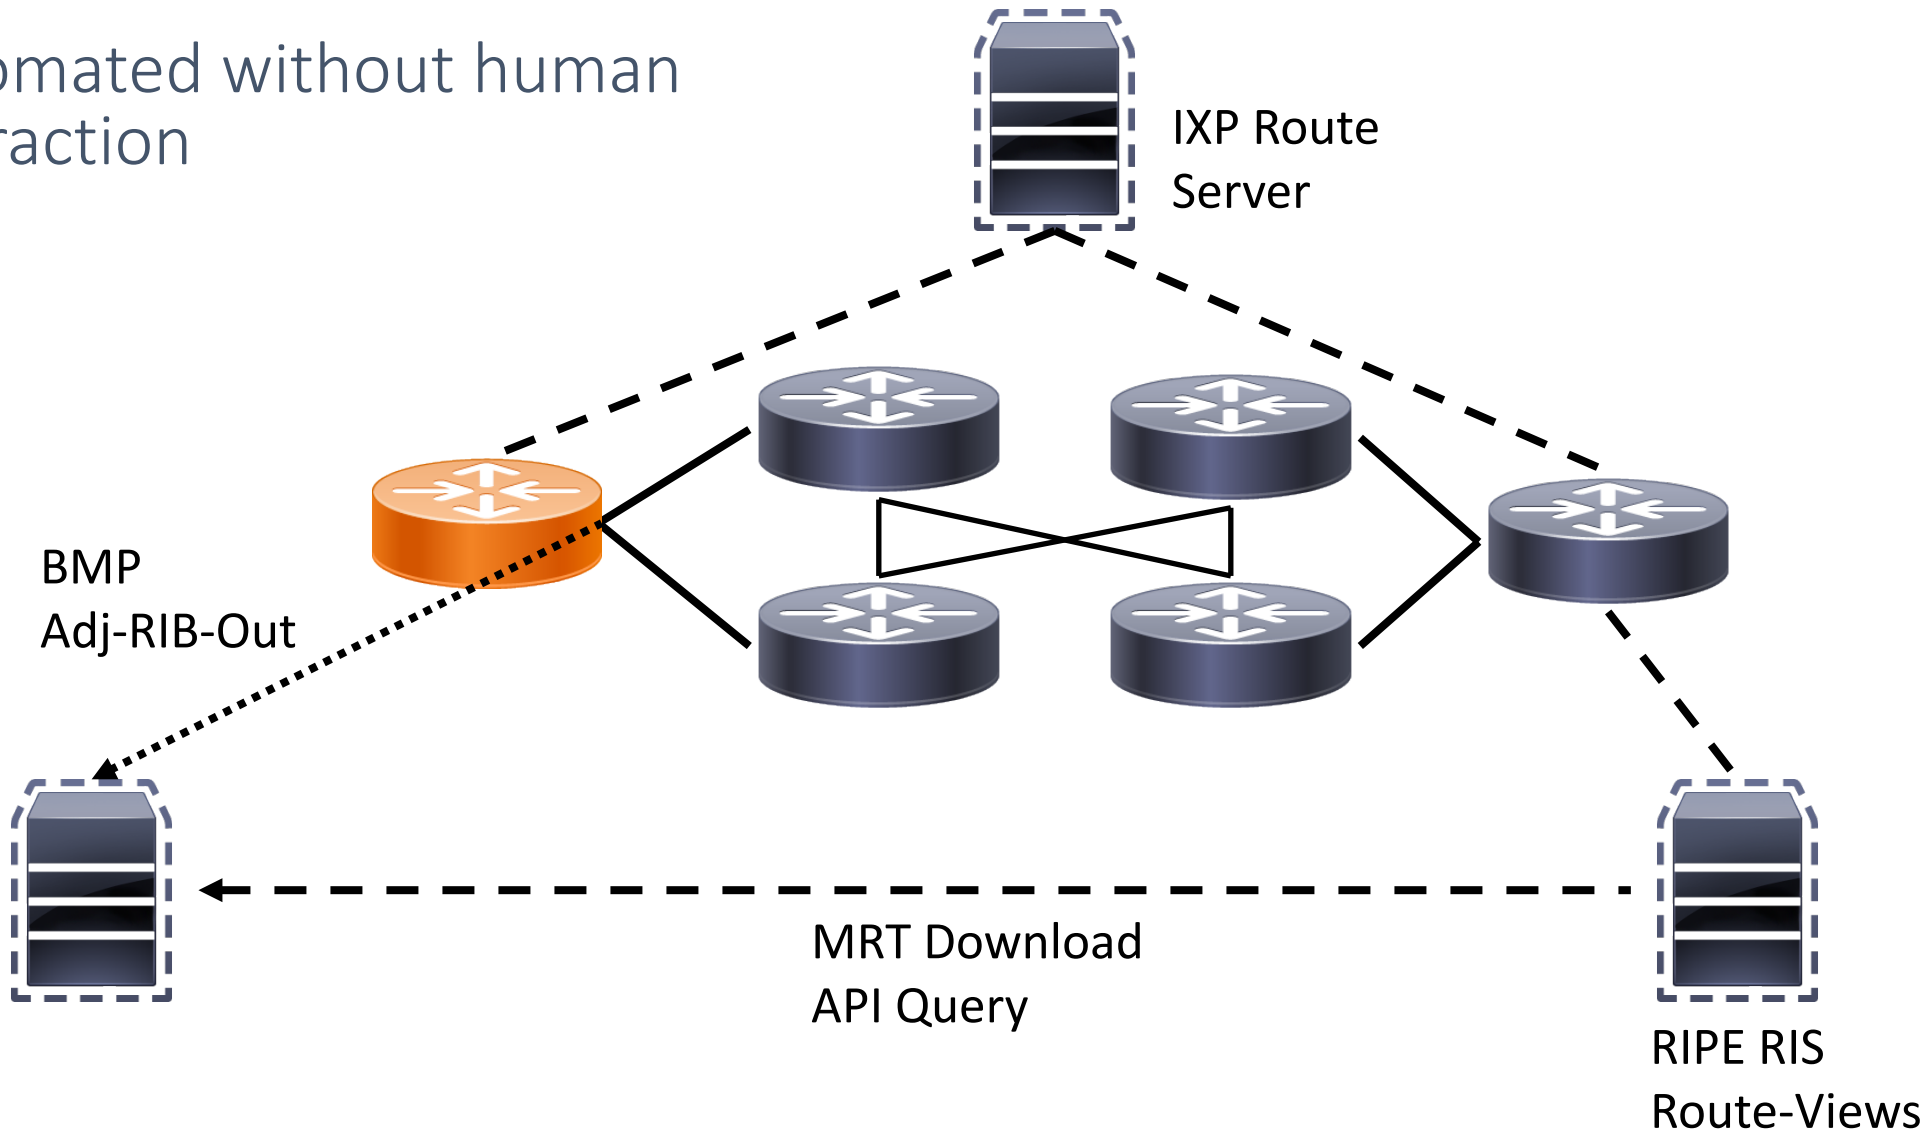 omated without human
raction
IXP Route
Server
BMP
Adj-RIB-Out
MRT Download
API Query
RIPE RIS
Route-Views